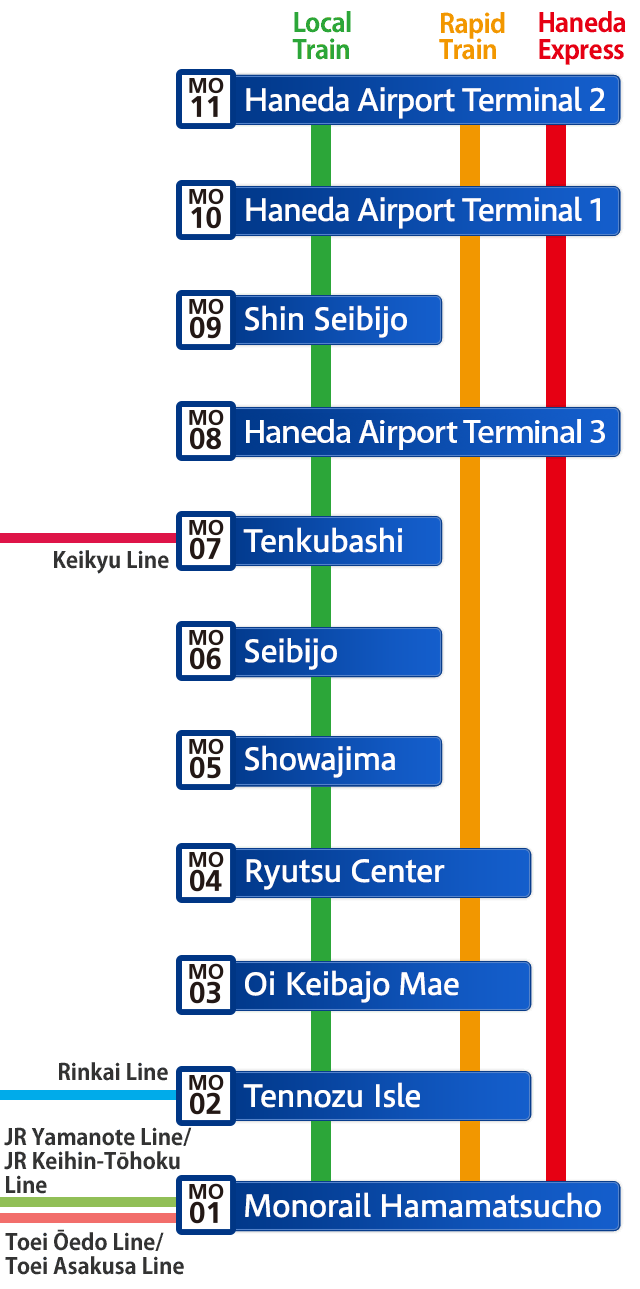 Local
Train
Rapid
Train
Haneda
Express
MO
11
Haneda Airport Terminal 2
MO
10
Haneda Airport Terminal 1
MO
09
Shin Seibijo
MO
08
Haneda Airport Terminal 3
MO
07
Tenkubashi
Keikyu Line
MO
06
Seibijo
MO
05
Showajima
MO
04
Ryutsu Center
MO
03
Oi Keibajo Mae
Rinkai Line
MO
02
Tennozu Isle
JR Yamanote Line/
JR Keihin-Tōhoku
Line
MO
01
Monorail Hamamatsucho
Toei Ōedo Line/
Toei Asakusa Line